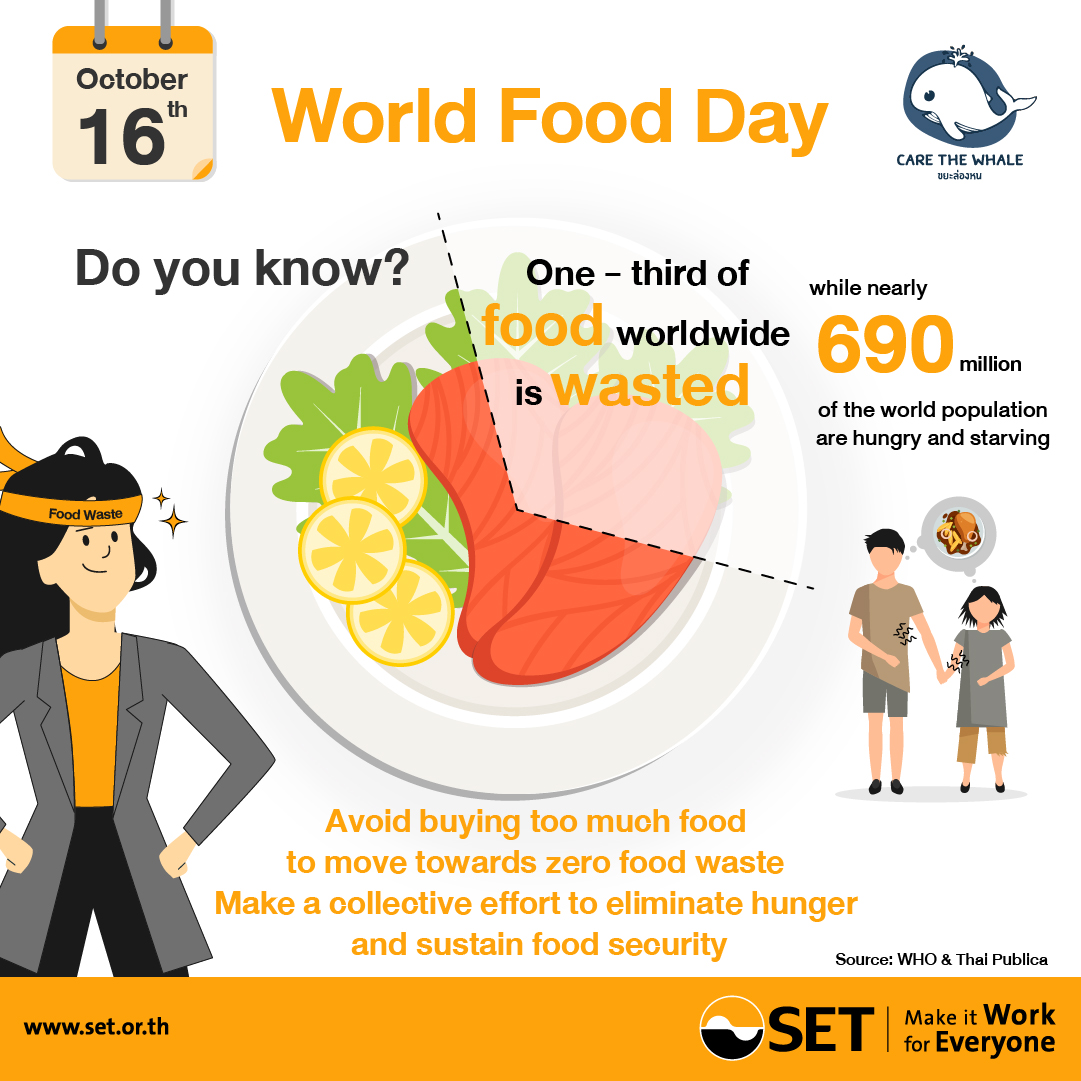 October
16th
World Food Day
CARE THE WHALE
ขยะล่องหน
Do you know?
One – third of
food worldwide
is wasted
while nearly
690 million
of the world population
are hungry and starving
Food Waste
Avoid buying too much food
to move towards zero food waste
Make a collective effort to eliminate hunger
and sustain food security
Source: WHO & Thai Publica
www.set.or.th
SET
Make it Work
for Everyone